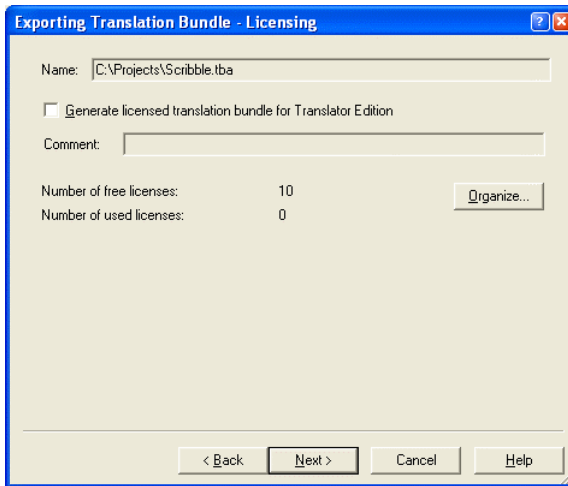 Exporting Translation Bundle - Licensing
Name: C:\Projects\Scribble.tba
Generate licensed translation bundle for Translator Edition
Comment:
Number of free licenses: 10
Organize...
Number of used licenses: 0
< Back Next > Cancel Help